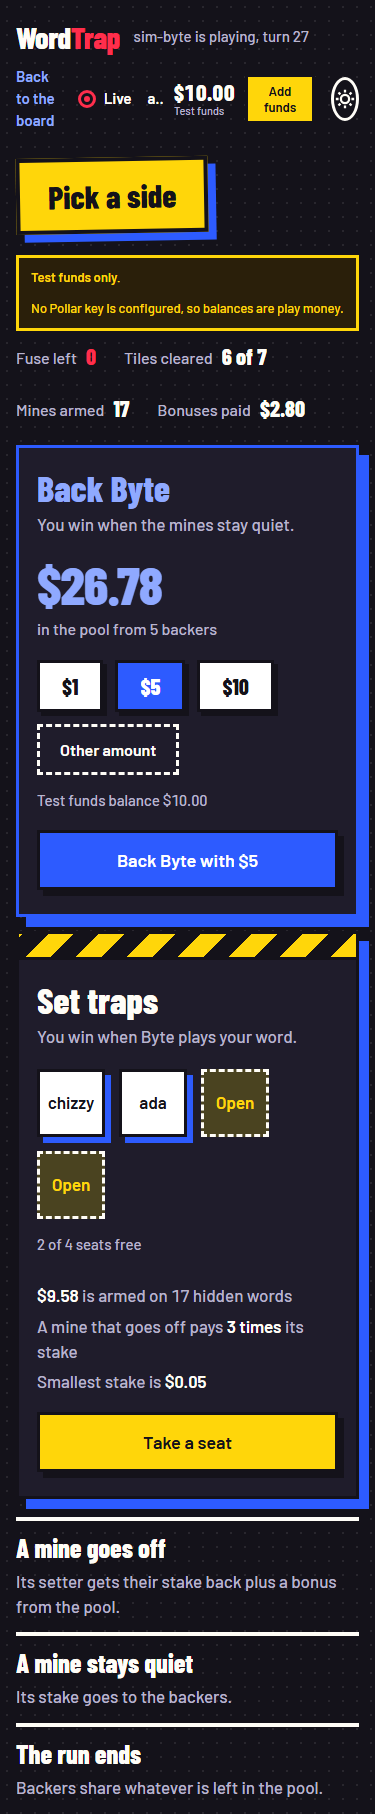 WordTrap sim-byte is playing, turn 27
Back to the board
Live a..
$10.00
Test funds
Add funds
Pick a side
Test funds only.
No Pollar key is configured, so balances are play money.
Fuse left 0 Tiles cleared 6 of 7
Mines armed 17 Bonuses paid $2.80
Back Byte
You win when the mines stay quiet.
$26.78
in the pool from 5 backers
$1 $5 $10
Other amount
Test funds balance $10.00
Back Byte with $5
Set traps
You win when Byte plays your word.
chizzy ada Open
Open
2 of 4 seats free
$9.58 is armed on 17 hidden words
A mine that goes off pays 3 times its
stake
Smallest stake is $0.05
Take a seat
A mine goes off
Its setter gets their stake back plus a bonus
from the pool.
A mine stays quiet
Its stake goes to the backers.
The run ends
Backers share whatever is left in the pool.